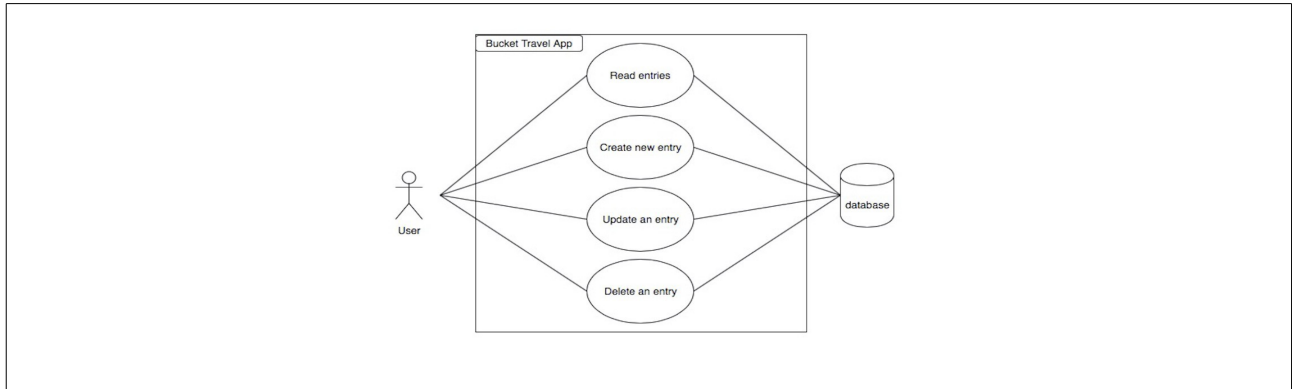 Bucket Travel App
Read entries
Create new entry
Update an entry
Delete an entry
User
database